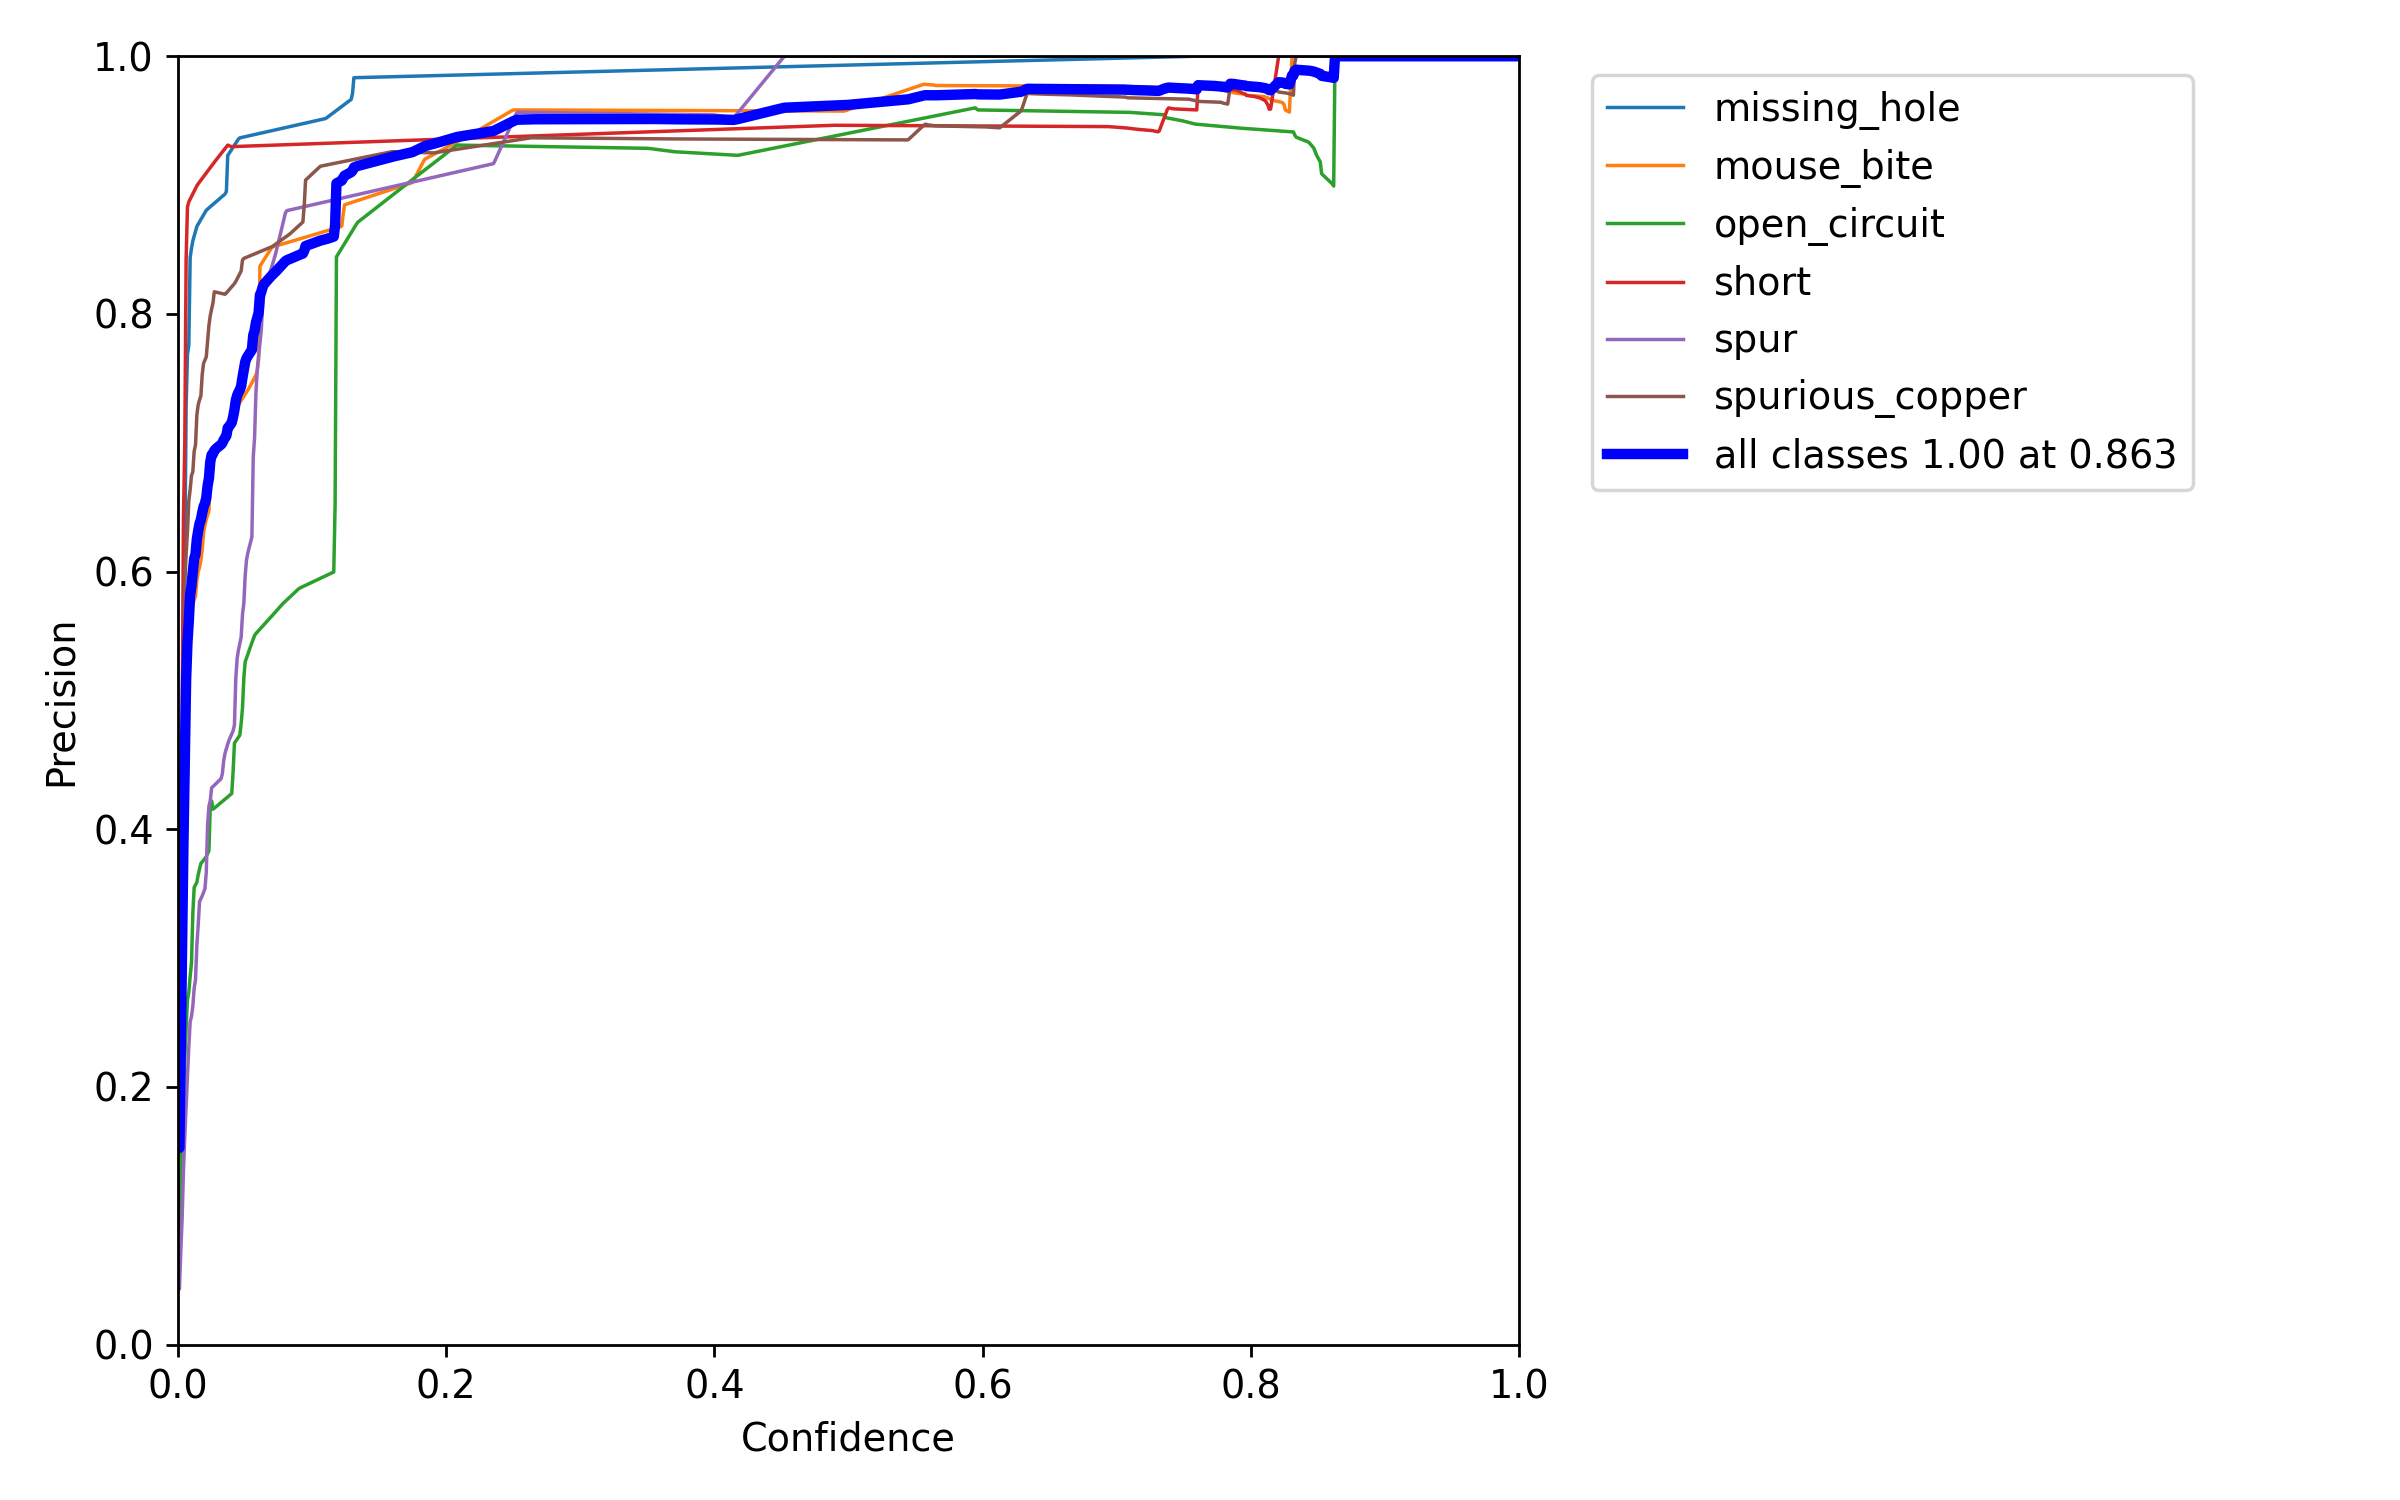 1.0
0.8
0.6
0.4
0.2
0.0
Precision
0.0 0.2 0.4 0.6 0.8 1.0
Confidence
missing_hole
mouse_bite
open_circuit
short
spur
spurious_copper
all classes 1.00 at 0.863